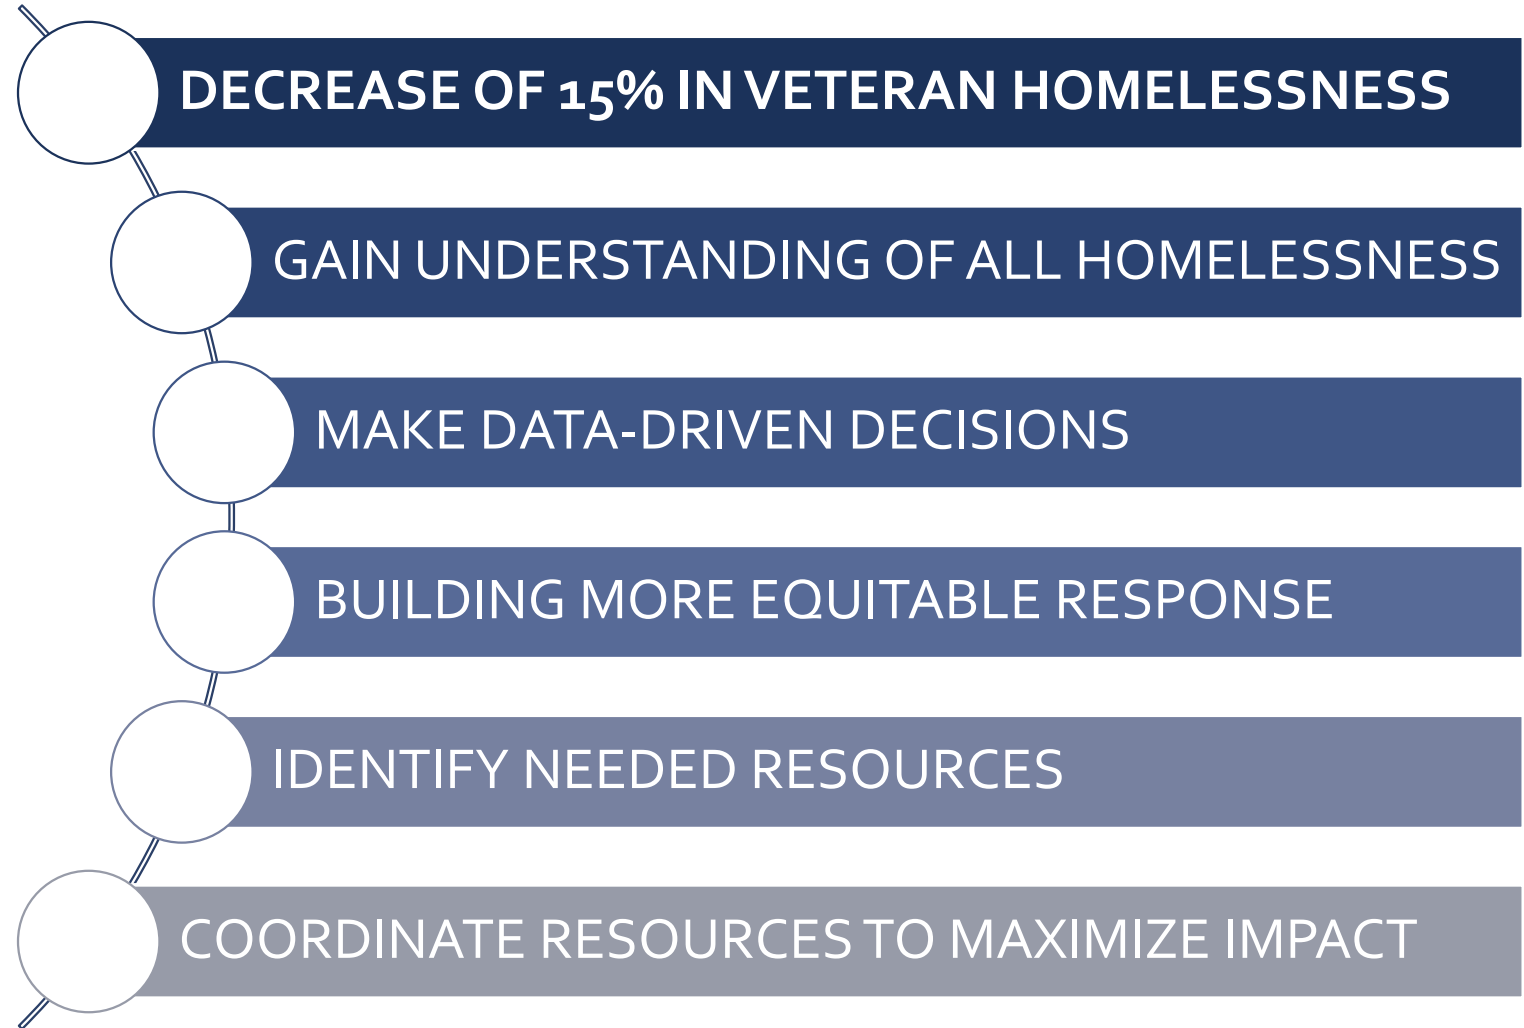 DECREASE OF 15% IN VETERAN HOMELESSNESS
GAIN UNDERSTANDING OF ALL HOMELESSNESS
MAKE DATA-DRIVEN DECISIONS
BUILDING MORE EQUITABLE RESPONSE
IDENTIFY NEEDED RESOURCES
COORDINATE RESOURCES TO MAXIMIZE IMPACT